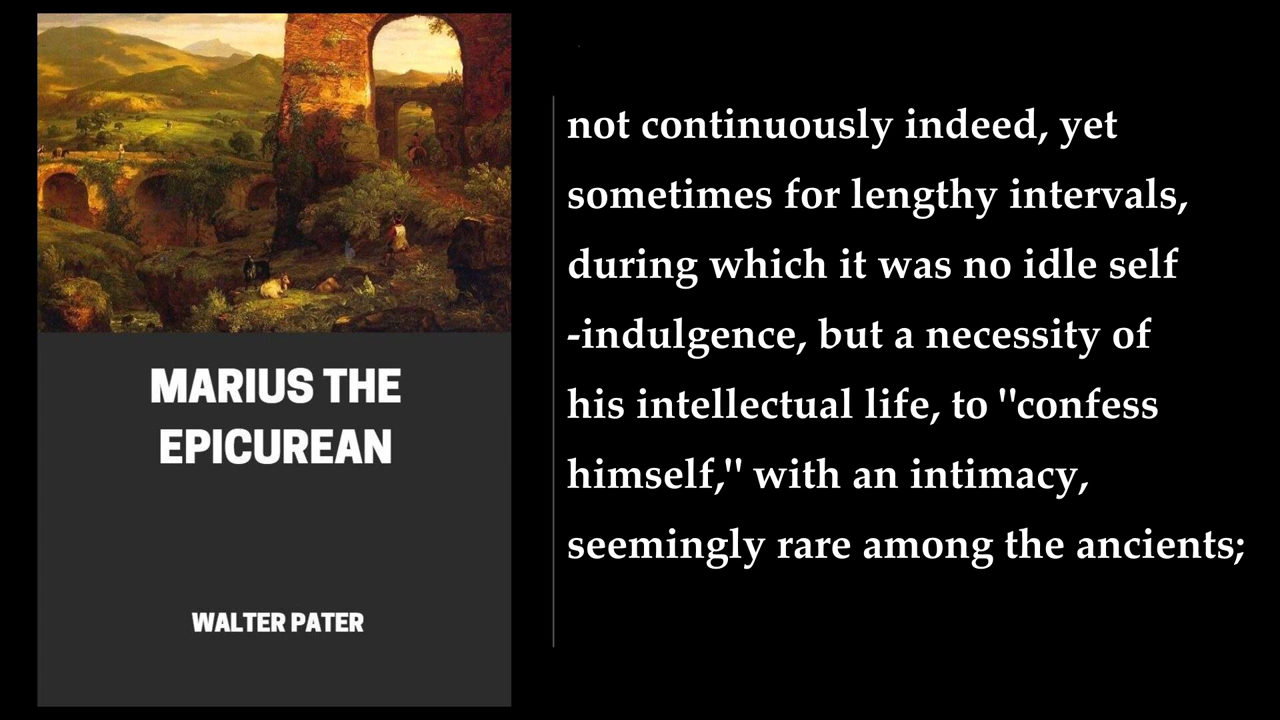 MARIUS THE
EPICUREAN
WALTER PATER
not continuously indeed, yet
sometimes for lengthy intervals,
during which it was no idle self
-indulgence, but a necessity of
his intellectual life, to "confess
himself," with an intimacy,
seemingly rare among the ancients;